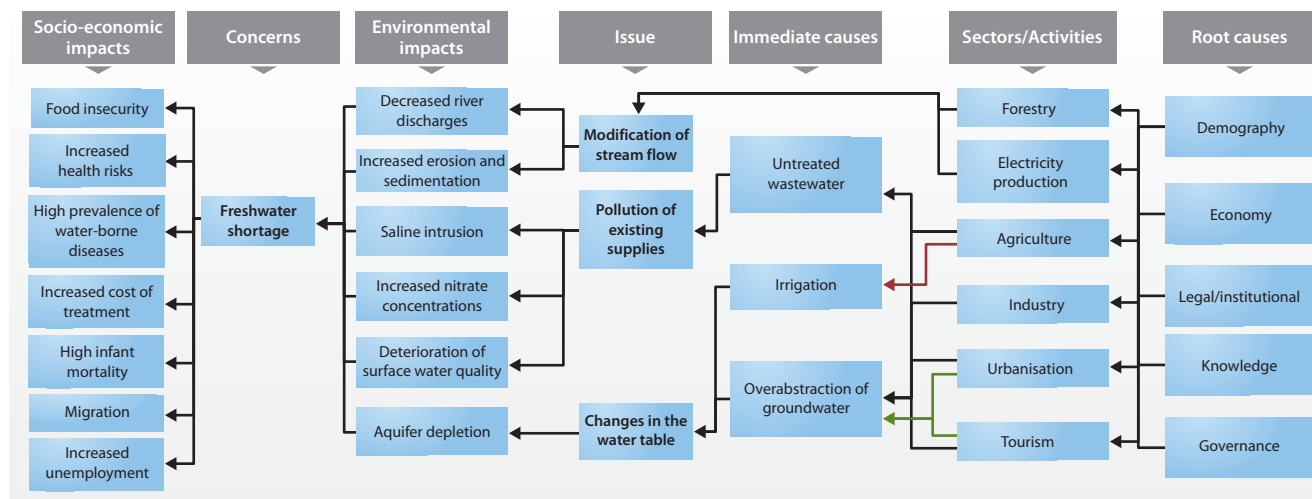 Socio-economic
impacts
Concerns
Environmental
impacts
Issue
Immediate causes
Sectors/Activities
Root causes
Food insecurity
Increased
health risks
High prevalence of
water-borne
diseases
Increased cost of
treatment
High infant
mortality
Migration
Increased
unemployment
Freshwater
shortage
Decreased river
discharges
Increased erosion and
sedimentation
Saline intrusion
Increased nitrate
concentrations
Deterioration of
surface water quality
Aquifer depletion
Modification of
stream flow
Pollution of
existing
supplies
Changes in the
water table
Untreated
wastewater
Irrigation
Overabstraction of
groundwater
Forestry
Electricity
production
Agriculture
Industry
Urbanisation
Tourism
Demography
Economy
Legal/institutional
Knowledge
Governance